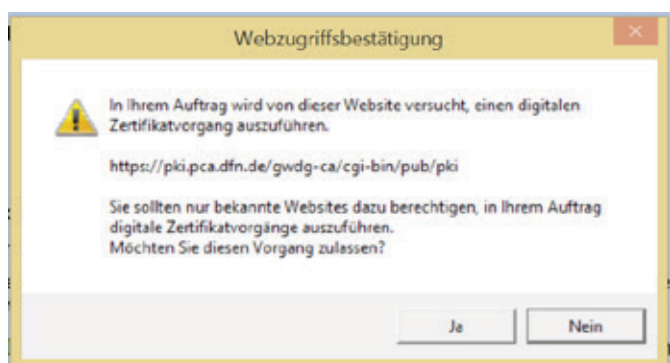 Webzugriffsbestätigung
In Ihrem Auftrag wird von dieser Website versucht, einen digitalen
Zertifikatvorgang auszuführen.
https://pki.pca.dfn.de/gwdg-ca/cgi-bin/pub/pki
Sie sollten nur bekannte Websites dazu berechtigen, in Ihrem Auftrag
digitale Zertifikatvorgänge auszuführen.
Möchten Sie diesen Vorgang zulassen?
Ja
Nein